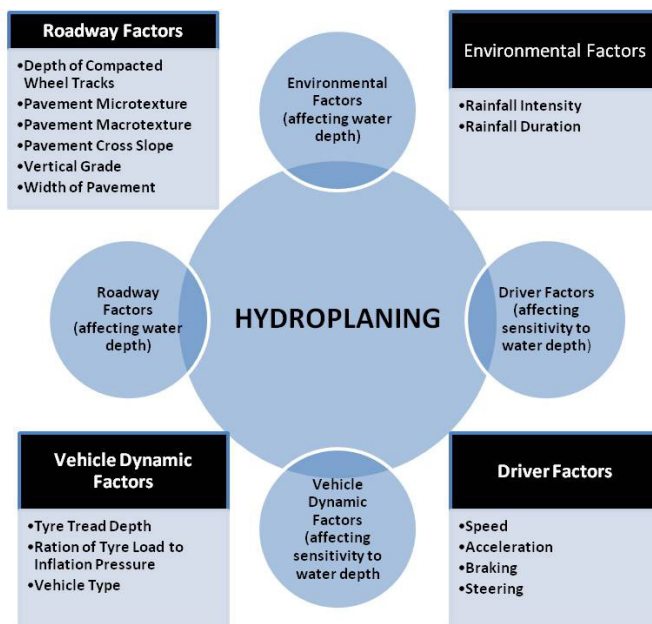 Roadway Factors
•Depth of Compacted
Wheel Tracks
•Pavement Microtexture
•Pavement Macrotexture
•Pavement Cross Slope
•Vertical Grade
•Width of Pavement
Environmental
Factors
(affecting water
depth)
Environmental Factors
•Rainfall Intensity
•Rainfall Duration
Roadway
Factors
(affecting water
depth)
HYDROPLANING
Driver Factors
(affecting
sensitivity to
water depth)
Vehicle Dynamic
Factors
•Tyre Tread Depth
•Ration of Tyre Load to
Inflation Pressure
•Vehicle Type
Vehicle
Dynamic
Factors
(affecting
sensitivity to
water depth
Driver Factors
•Speed
•Acceleration
•Braking
•Steering